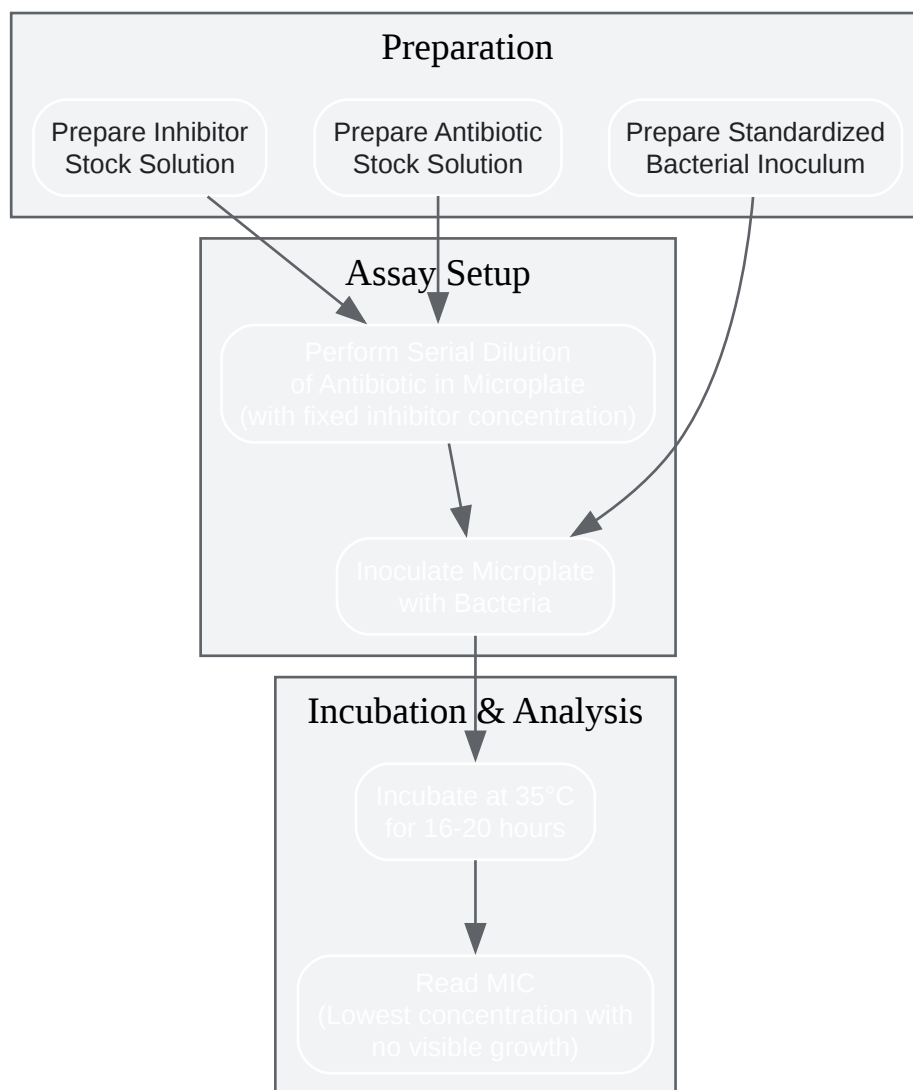 Preparation
Prepare Inhibitor
Stock Solution
Prepare Antibiotic
Stock Solution
Prepare Standardized
Bacterial Inoculum
Assay Setup
Perform Serial Dilution
of Antibiotic in Microplate
(with fixed inhibitor concentration)
Inoculate Microplate
with Bacteria
Incubation & Analysis
Incubate at 35°C
for 16-20 hours
Read MIC
(Lowest concentration with
no visible growth)